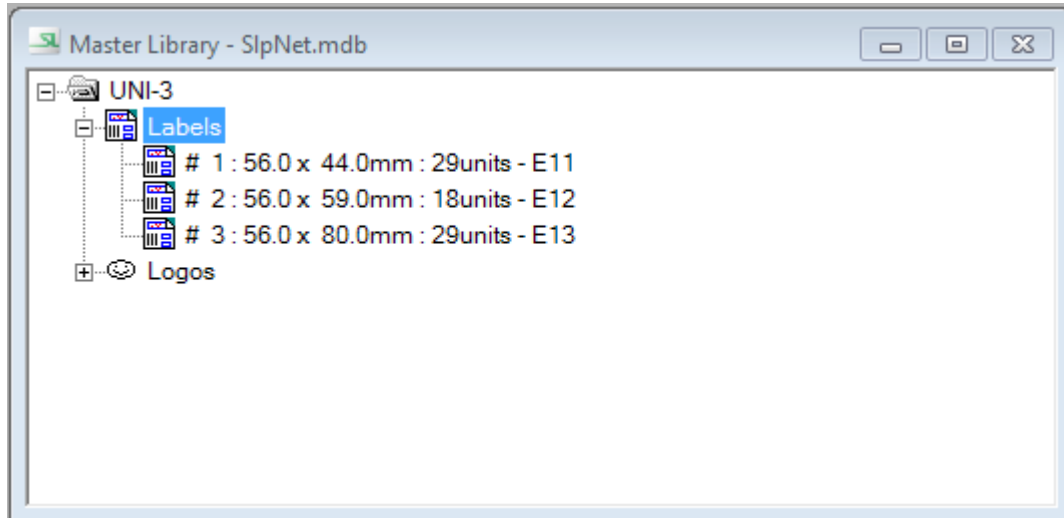 Master Library - SlpNet.mdb
UNI-3
Labels
# 1 : 56.0 x 44.0mm : 29units - E11
# 2 : 56.0 x 59.0mm : 18units - E12
# 3 : 56.0 x 80.0mm : 29units - E13
Logos